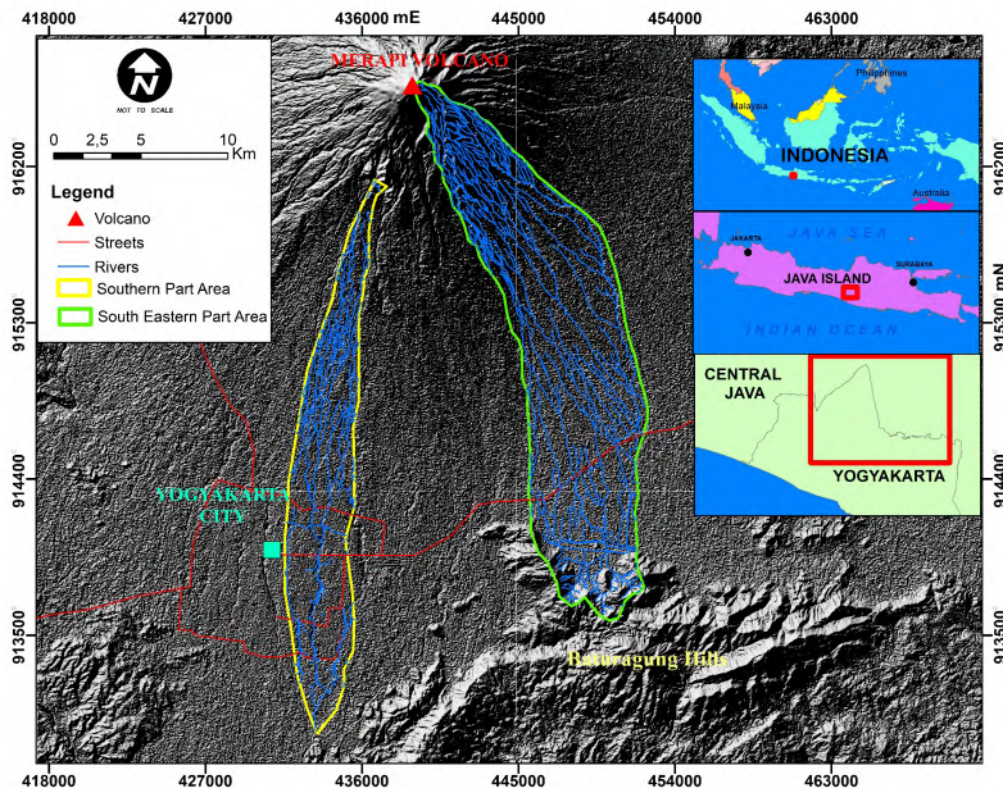 418000
427000
436000 mE
445000
454000
463000
MERAPI VOLCANO
N
NOT TO SCALE
0 2,5 5 10
Km
Legend
Volcano
Streets
Rivers
Southern Part Area
South Eastern Part Area
Philipphines
Malaysia
INDONESIA
Australia
JAVA SEA
JAKARTA
SURABAYA
JAVA ISLAND
INDIAN OCEAN
CENTRAL
JAVA
YOGYAKARTA
YOGYAKARTA
CITY
Baturagung Hills
916200
915300
914400
913500
916200
915300 mN
914400
913500
418000
427000
436000
445000
454000
463000